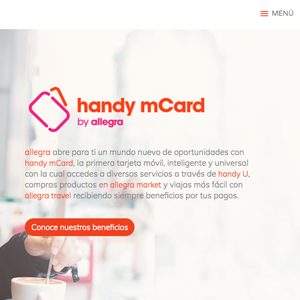 MENÚ
handy mCard
by allegra
allegra abre para ti un mundo nuevo de oportunidades con
handy mCard, la primera tarjeta móvil, inteligente y universal
con la cual accedes a diversos servicios a través de handy U,
compras productos en allegra market y viajas más fácil con
allegra travel recibiendo siempre beneficios por tus pagos.
Conoce nuestros beneficios